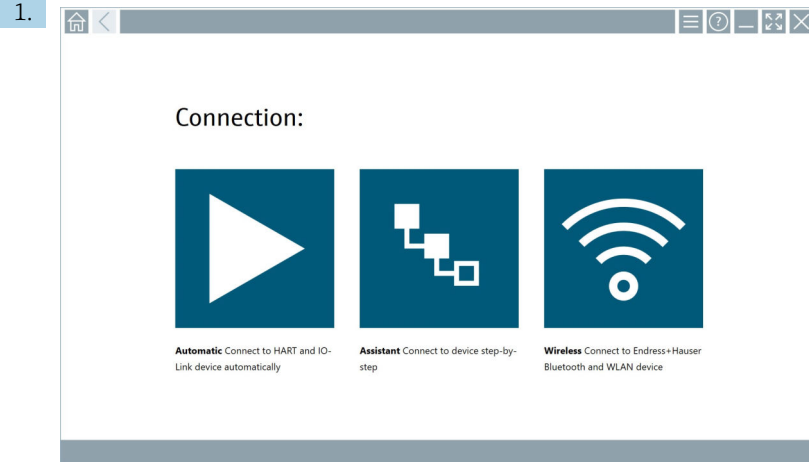 1.
Connection:
Automatic Connect to HART and IO-
Link device automatically
Assistant Connect to device step-by-
step
Wireless Connect to Endress+Hauser
Bluetooth and WLAN device